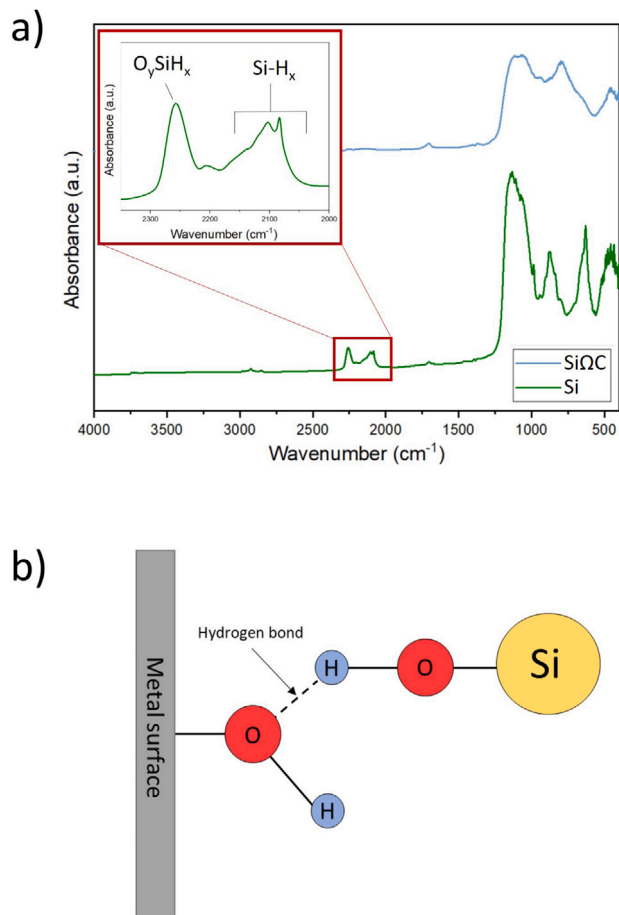 a)
OᵧSiHₓ
Si-Hₓ
Absorbance (a.u.)
2300 2200 2100 2000
Wavenumber (cm⁻¹)
Absorbance (a.u.)
SiΩC
Si
4000 3500 3000 2500 2000 1500 1000 500
Wavenumber (cm⁻¹)
b)
Metal surface
Hydrogen bond
H O Si
O
H